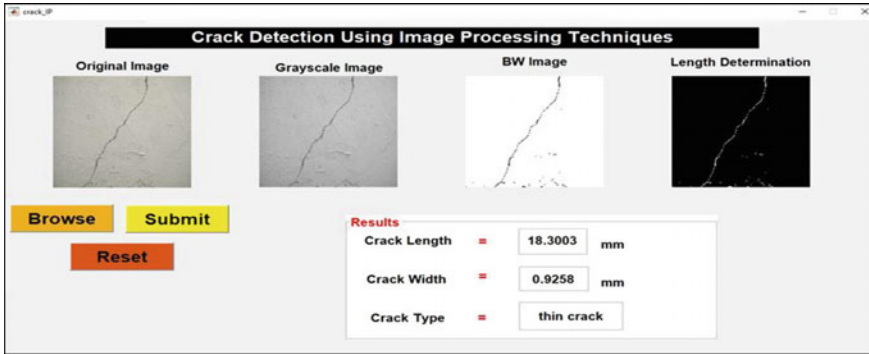 crack_IP
Crack Detection Using Image Processing Techniques
Original Image
Grayscale Image
BW Image
Length Determination
Browse
Submit
Reset
Results
Crack Length = 18.3003 mm
Crack Width = 0.9258 mm
Crack Type = thin crack